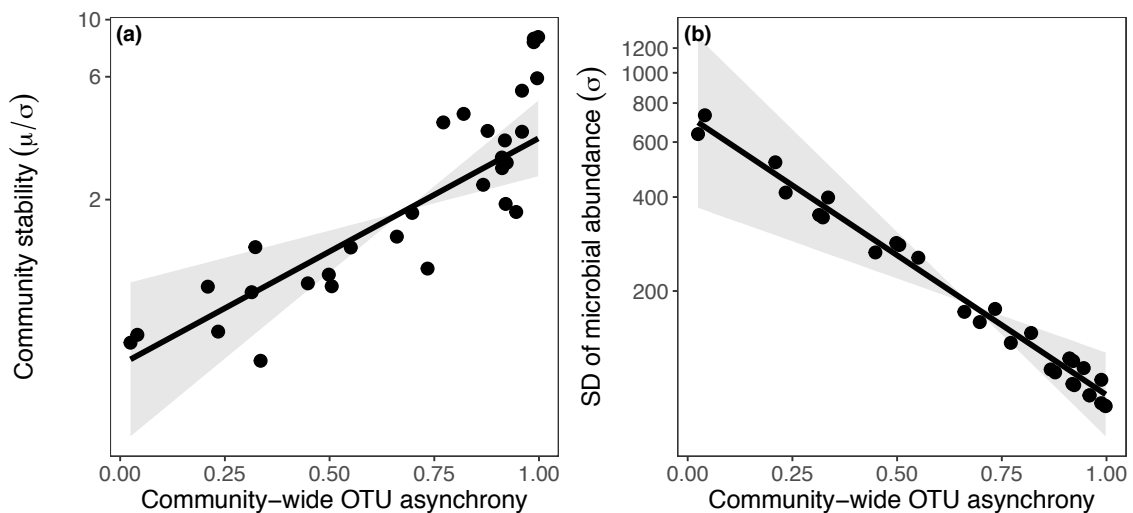 (a)
Community stability (μ/σ)
10
6
2
0.00 0.25 0.50 0.75 1.00
Community−wide OTU asynchrony
(b)
SD of microbial abundance (σ)
1200
1000
800
600
400
200
0.00 0.25 0.50 0.75 1.00
Community−wide OTU asynchrony